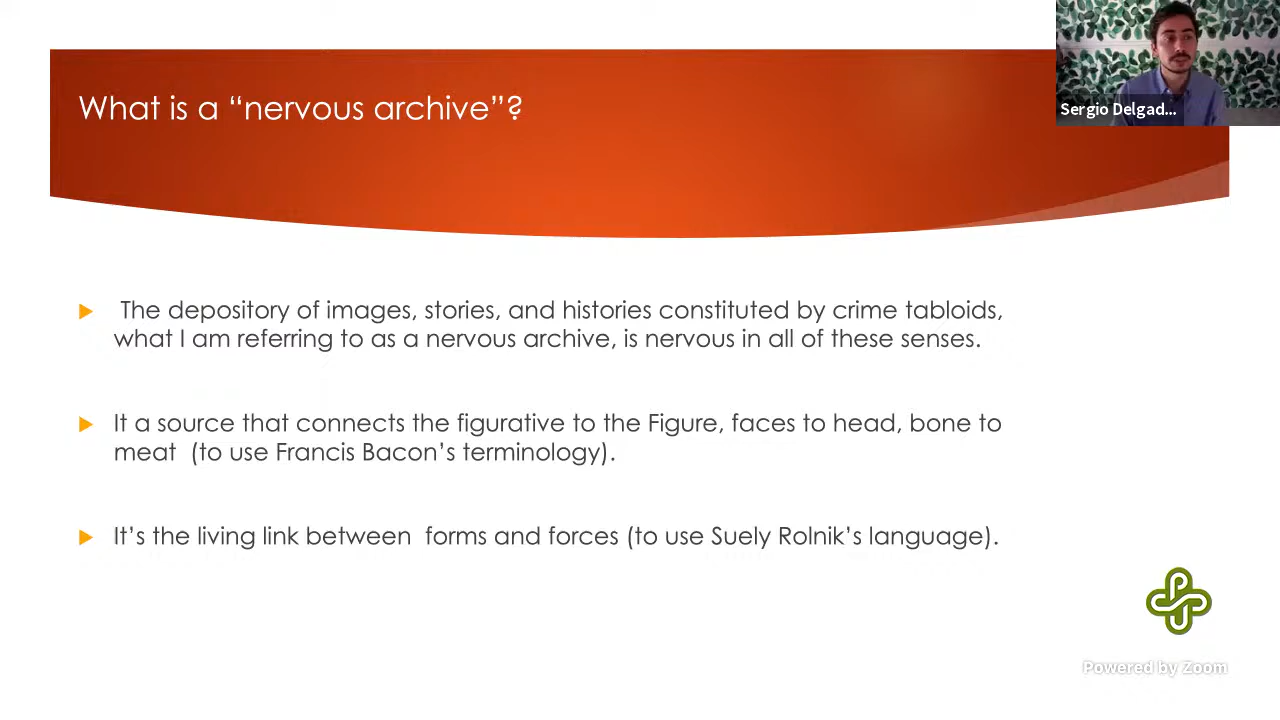 What is a “nervous archive”?
Sergio Delgad...
The depository of images, stories, and histories constituted by crime tabloids,
what I am referring to as a nervous archive, is nervous in all of these senses.
It a source that connects the figurative to the Figure, faces to head, bone to
meat (to use Francis Bacon’s terminology).
It’s the living link between forms and forces (to use Suely Rolnik’s language).
PSU
Powered by Zoom